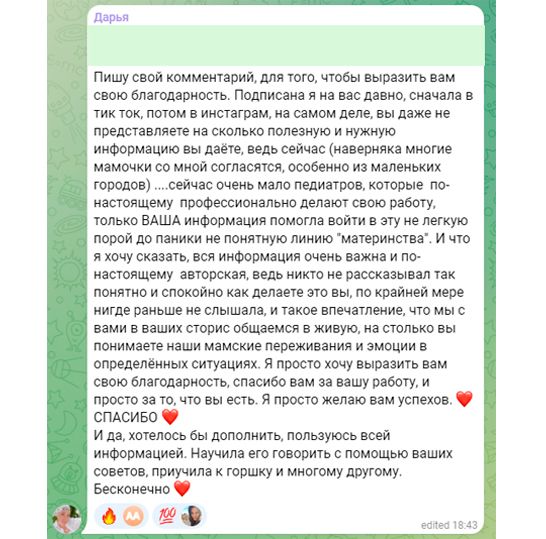 Дарья
Пишу свой комментарий, для того, чтобы выразить вам
свою благодарность. Подписана я на вас давно, сначала в
тик ток, потом в инстаграм, на самом деле, вы даже не
представляете на сколько полезную и нужную
информацию вы даёте, ведь сейчас (наверняка многие
мамочки со мной согласятся, особенно из маленьких
городов) ....сейчас очень мало педиатров, которые по-
настоящему профессионально делают свою работу,
только ВАША информация помогла войти в эту не легкую
порой до паники не понятную линию "материнства". И что
я хочу сказать, вся информация очень важна и по-
настоящему авторская, ведь никто не рассказывал так
понятно и спокойно как делаете это вы, по крайней мере
нигде раньше не слышала, и такое впечатление, что мы с
вами в ваших сторис общаемся в живую, на столько вы
понимаете наши мамские переживания и эмоции в
определённых ситуациях. Я просто хочу выразить вам
свою благодарность, спасибо вам за вашу работу, и
просто за то, что вы есть. Я просто желаю вам успехов. ❤️
СПАСИБО ❤️
И да, хотелось бы дополнить, пользуюсь всей
информацией. Научила его говорить с помощью ваших
советов, приучила к горшку и многому другому.
Бесконечно ❤️
🔥 💯 edited 18:43